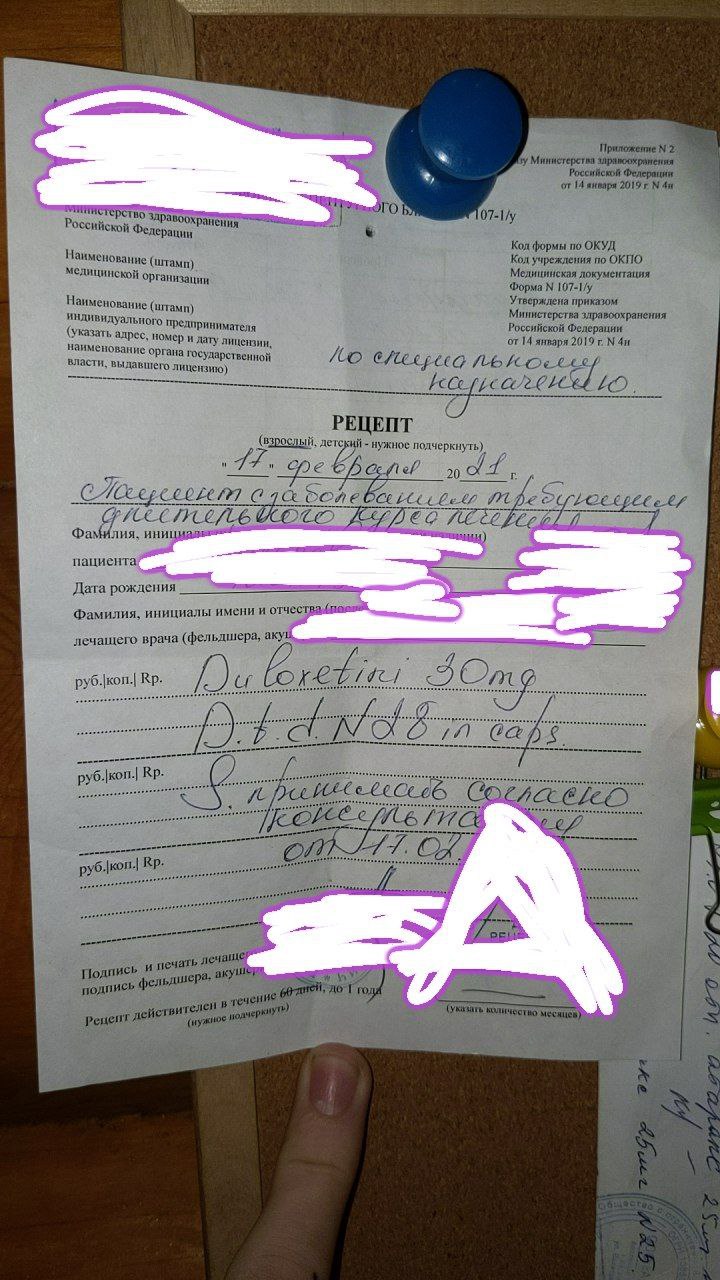 Приложение N 2
Министерства здравоохранения
Российской Федерации
от 14 января 2019 г. N 4н
N 107-1/у
Министерство здравоохранения
Российской Федерации
Наименование (штамп)
медицинской организации
Наименование (штамп)
индивидуального предпринимателя
(указать адрес, номер и дату лицензии,
наименование органа государственной
власти, выдавшего лицензию)
Код формы по ОКУД
Код учреждения по ОКПО
Медицинская документация
Форма N 107-1/у
Утверждена приказом
Министерства здравоохранения
Российской Федерации
от 14 января 2019 г. N 4н
по специальному
назначению.
РЕЦЕПТ
(взрослый, детский - нужное подчеркнуть)
"17" февраля 2021 г.
Пациент с заболеванием требующим
длительного курса лечения
Фамилия,
пациента
Дата рождения
Фамилия, инициалы имени и отчества
лечащего врача (фельдшера,
руб.|коп.| Rp. Duloxetini 30mg
D.t.d. N28 in caps.
руб.|коп.| Rp. S. принимать согласно
от 17.02.
руб.|коп.| Rp.
Подпись и печать
подпись фельдшера,
Рецепт действителен в течение 60 дней, до 1 года
(нужное подчеркнуть)
(указать количество месяцев)
25мг N25